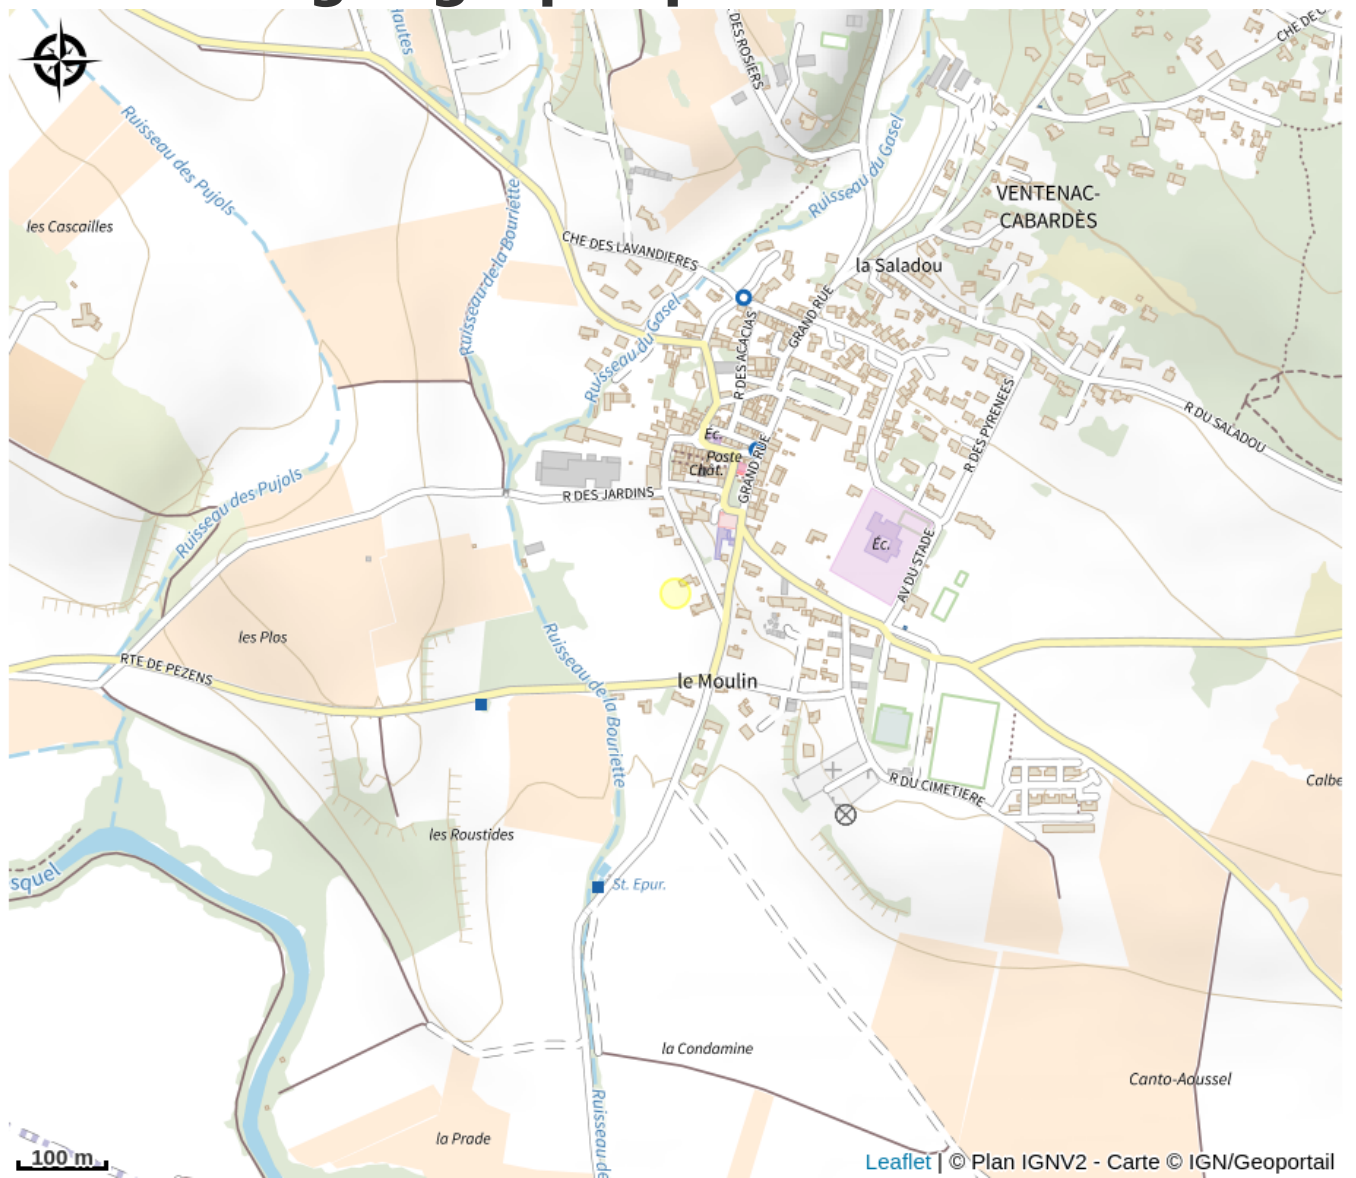 Hautes
R DES ROSIERS
CHE DE C
Ruisseau des Pujols
Ruisseau du Gasel
VENTENAC-
CABARDÈS
les Cascailles
Ruisseau de la Bouriette
CHE DES LAVANDIERES
la Saladou
GRAND RUE
R DES ACACIAS
Ruisseau du Gasel
R DES PYRENEES
R DU SALADOU
Éc.
Poste
Chât.
GRAND RUE
Ruisseau des Pujols
R DES JARDINS
Éc.
AV DU STADE
les Plos
RTE DE PEZENS
Ruisseau de la Bouriette
le Moulin
R DU CIMETIERE
Calbe
les Roustides
squel
St. Epur.
la Condamine
Canto-Aoussel
Ruisseau de
la Prade
100 m
Leaflet | © Plan IGNV2 - Carte © IGN/Geoportail